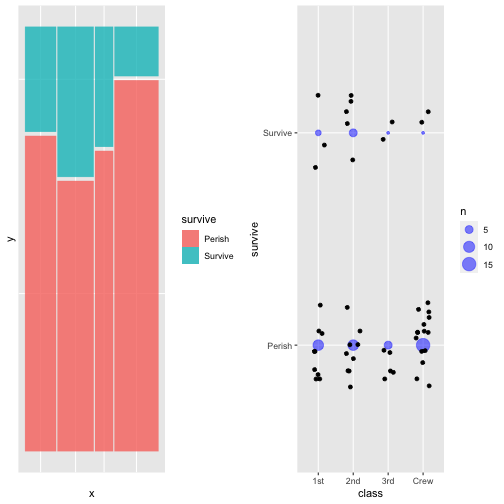 y
x
survive
Perish
Survive
survive
Survive
Perish
1st
2nd
3rd
Crew
class
n
5
10
15